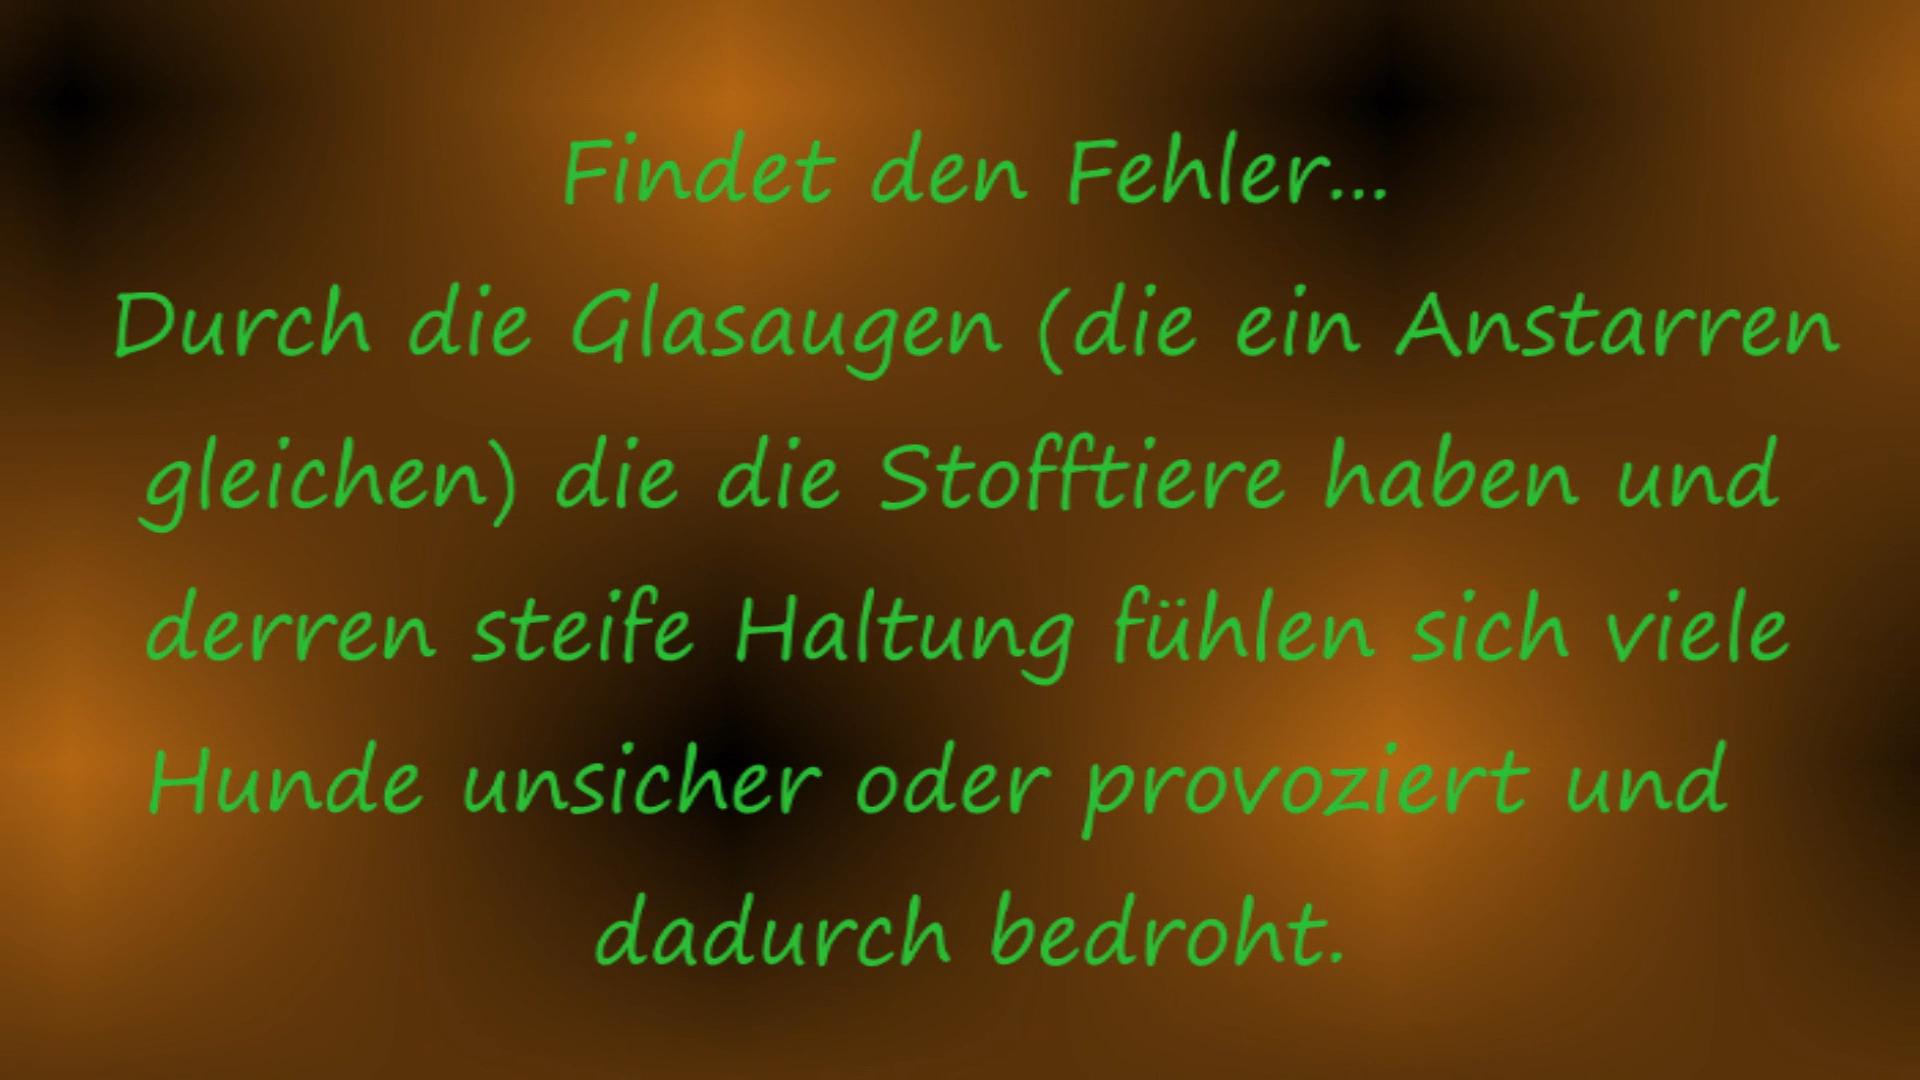 Findet den Fehler...
Durch die Glasaugen (die ein Anstarren
gleichen) die die Stofftiere haben und
derren steife Haltung fühlen sich viele
Hunde unsicher oder provoziert und
dadurch bedroht.